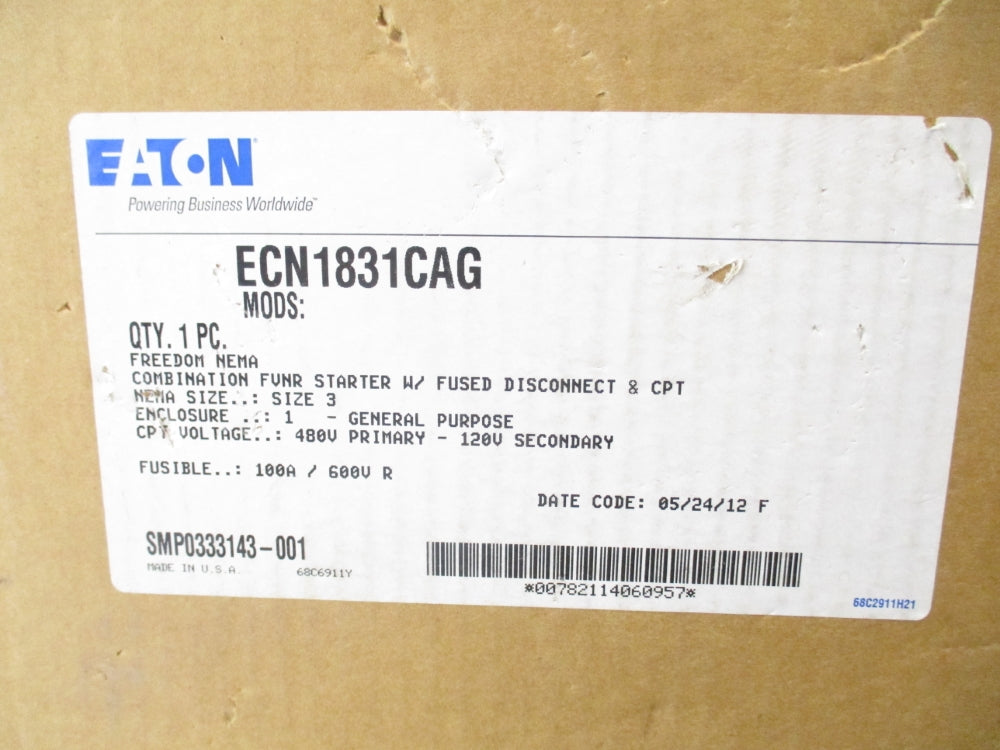 EATON
Powering Business Worldwide™
ECN1831CAG
MODS:
QTY. 1 PC.
FREEDOM NEMA
COMBINATION FVNR STARTER W/ FUSED DISCONNECT & CPT
NEMA SIZE..: SIZE 3
ENCLOSURE ..: 1 - GENERAL PURPOSE
CPT VOLTAGE..: 480V PRIMARY - 120V SECONDARY
FUSIBLE..: 100A / 600V R
DATE CODE: 05/24/12 F
SMP0333143-001
MADE IN U.S.A. 68C6911Y
*00782114060957*
68C2911H21